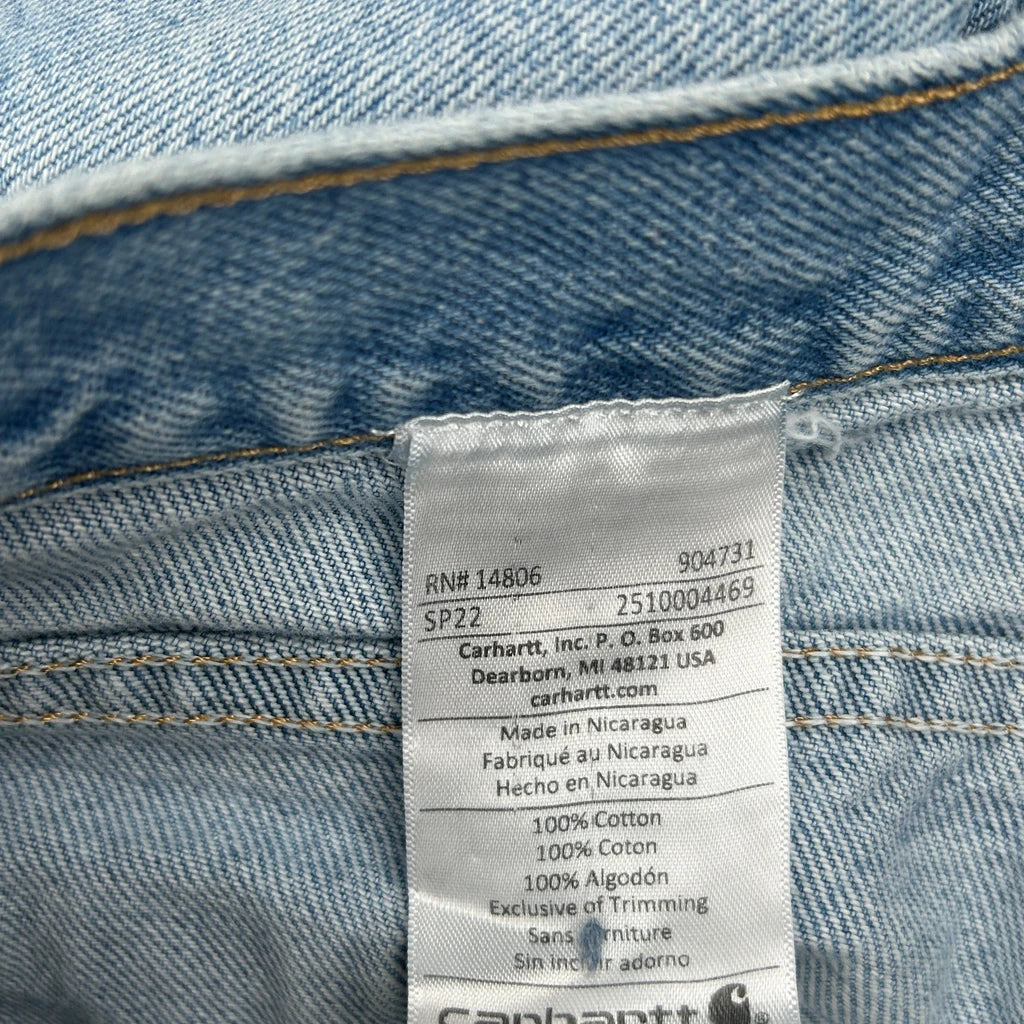 RN# 14806 904731
SP22 2510004469
Carhartt, Inc. P. O. Box 600
Dearborn, MI 48121 USA
carhartt.com
Made in Nicaragua
Fabriqué au Nicaragua
Hecho en Nicaragua
100% Cotton
100% Coton
100% Algodón
Exclusive of Trimming
Sans
Sin adorno
Carhartt®